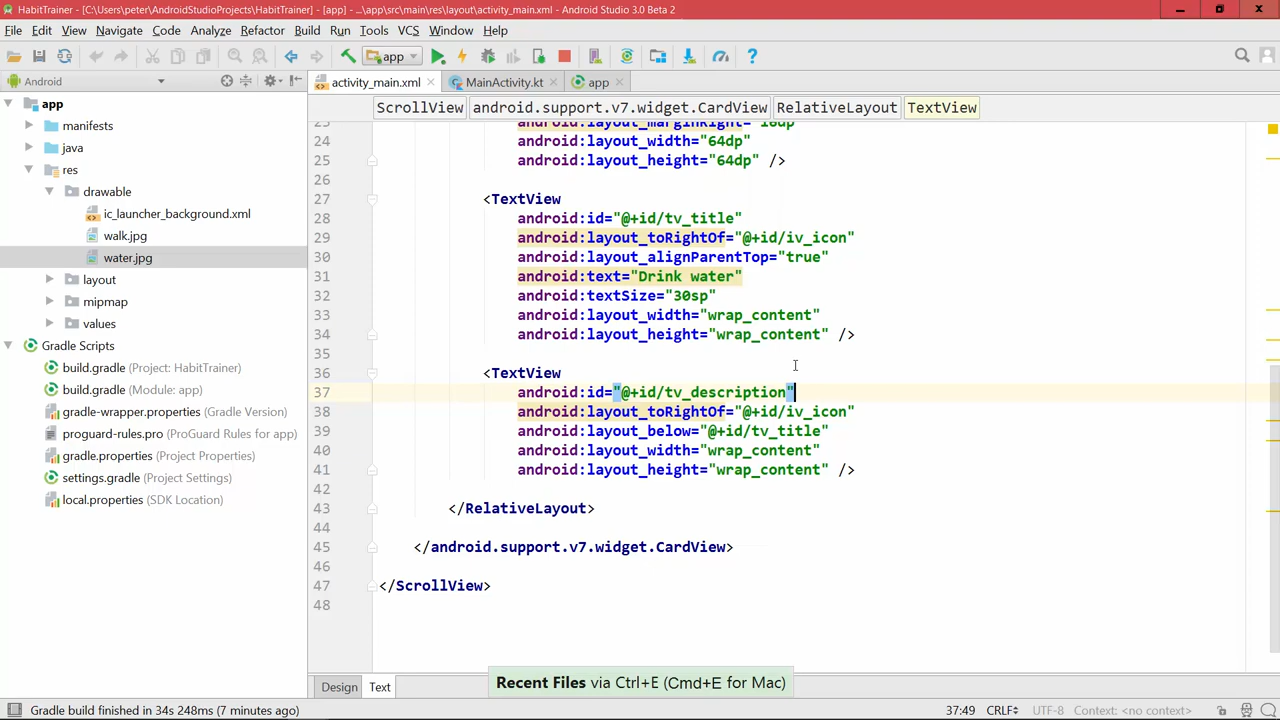 HabitTrainer - [C:\Users\peter\AndroidStudioProjects\HabitTrainer] - [app] - ...\app\src\main\res\layout\activity_main.xml - Android Studio 3.0 Beta 2
File Edit View Navigate Code Analyze Refactor Build Run Tools VCS Window Help
app
Android
activity_main.xml
MainActivity.kt
app
ScrollView android.support.v7.widget.CardView RelativeLayout TextView
app
manifests
java
res
drawable
ic_launcher_background.xml
walk.jpg
water.jpg
layout
mipmap
values
Gradle Scripts
build.gradle (Project: HabitTrainer)
build.gradle (Module: app)
gradle-wrapper.properties (Gradle Version)
proguard-rules.pro (ProGuard Rules for app)
gradle.properties (Project Properties)
settings.gradle (Project Settings)
local.properties (SDK Location)
23 android:layout_marginRight="10dp"
24 android:layout_width="64dp"
25 android:layout_height="64dp" />
26
27 <TextView
28 android:id="@+id/tv_title"
29 android:layout_toRightOf="@+id/iv_icon"
30 android:layout_alignParentTop="true"
31 android:text="Drink water"
32 android:textSize="30sp"
33 android:layout_width="wrap_content"
34 android:layout_height="wrap_content" />
35
36 <TextView
37 android:id="@+id/tv_description"
38 android:layout_toRightOf="@+id/iv_icon"
39 android:layout_below="@+id/tv_title"
40 android:layout_width="wrap_content"
41 android:layout_height="wrap_content" />
42
43 </RelativeLayout>
44
45 </android.support.v7.widget.CardView>
46
47 </ScrollView>
48
Design Text
Recent Files via Ctrl+E (Cmd+E for Mac)
Gradle build finished in 34s 248ms (7 minutes ago)
37:49 CRLF UTF-8 Context: <no context>